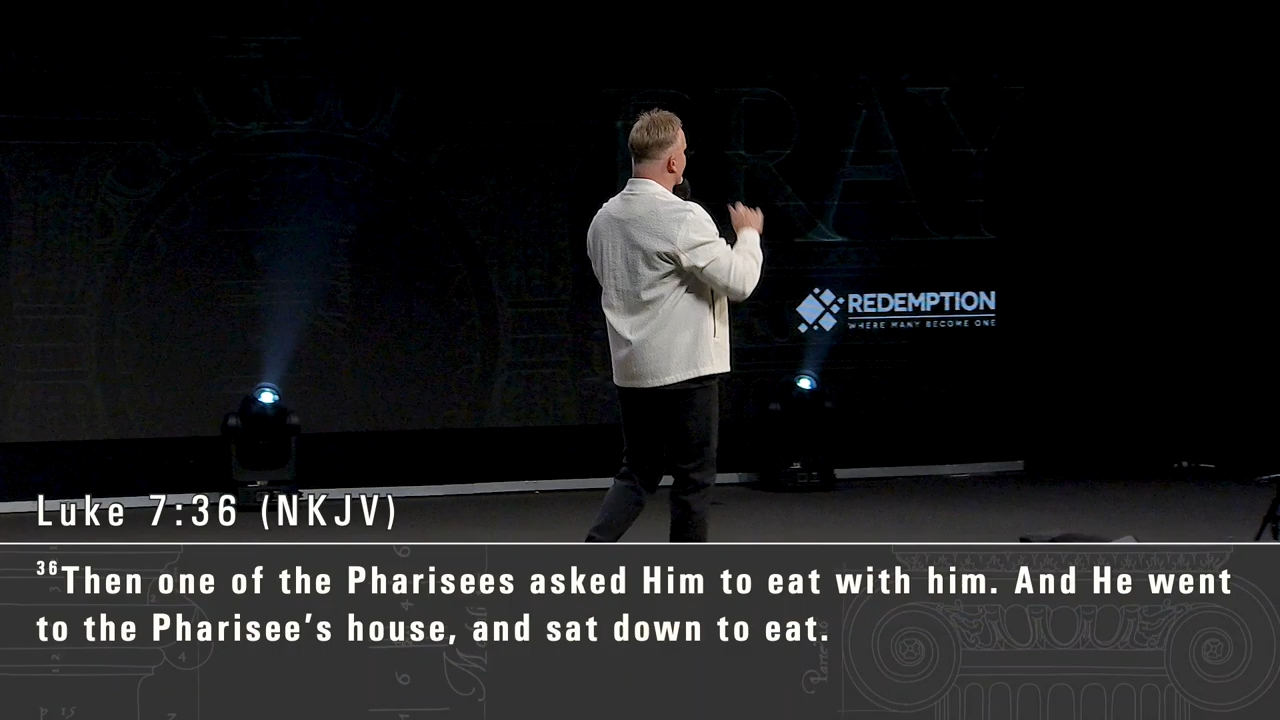 PRAY
REDEMPTION
WHERE MANY BECOME ONE
Luke 7:36 (NKJV)
36Then one of the Pharisees asked Him to eat with him. And He went
to the Pharisee’s house, and sat down to eat.